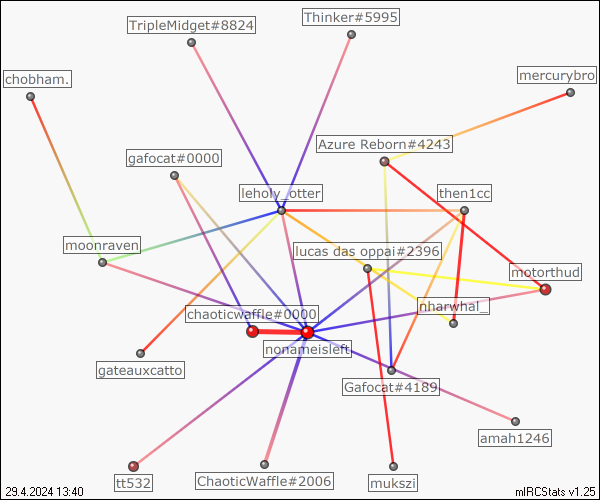 Thinker#5995
TripleMidget#8824
mercurybro
chobham.
Azure Reborn#4243
gafocat#0000
leholy_otter
then1cc
moonraven
lucas das oppai#2396
motorthud
nharwhal_
chaoticwaffle#0000
nonameisleft
gateauxcatto
Gafocat#4189
amah1246
tt532
ChaoticWaffle#2006
mukszi
29.4.2024 13:40
mIRCStats v1.25